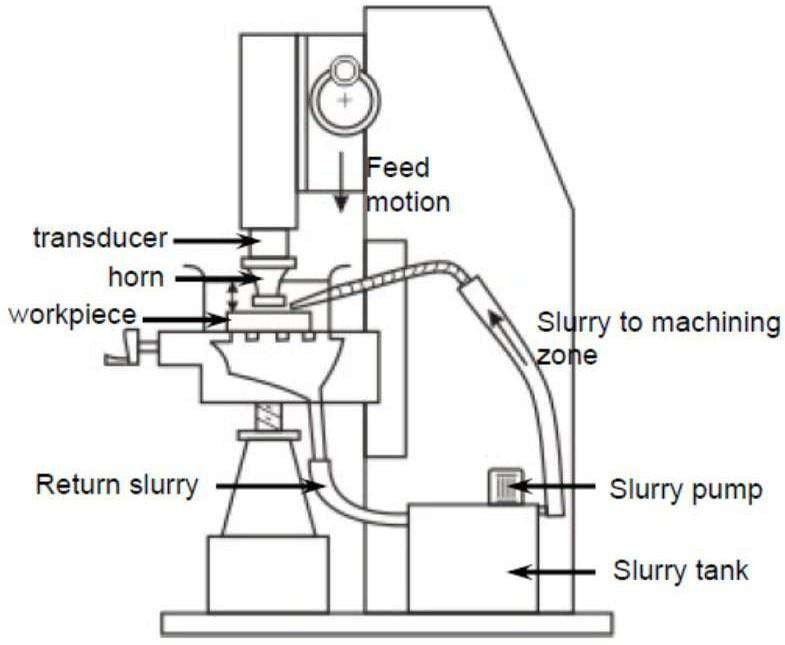 Feed
motion
transducer
horn
workpiece
Slurry to machining
zone
Return slurry
Slurry pump
Slurry tank